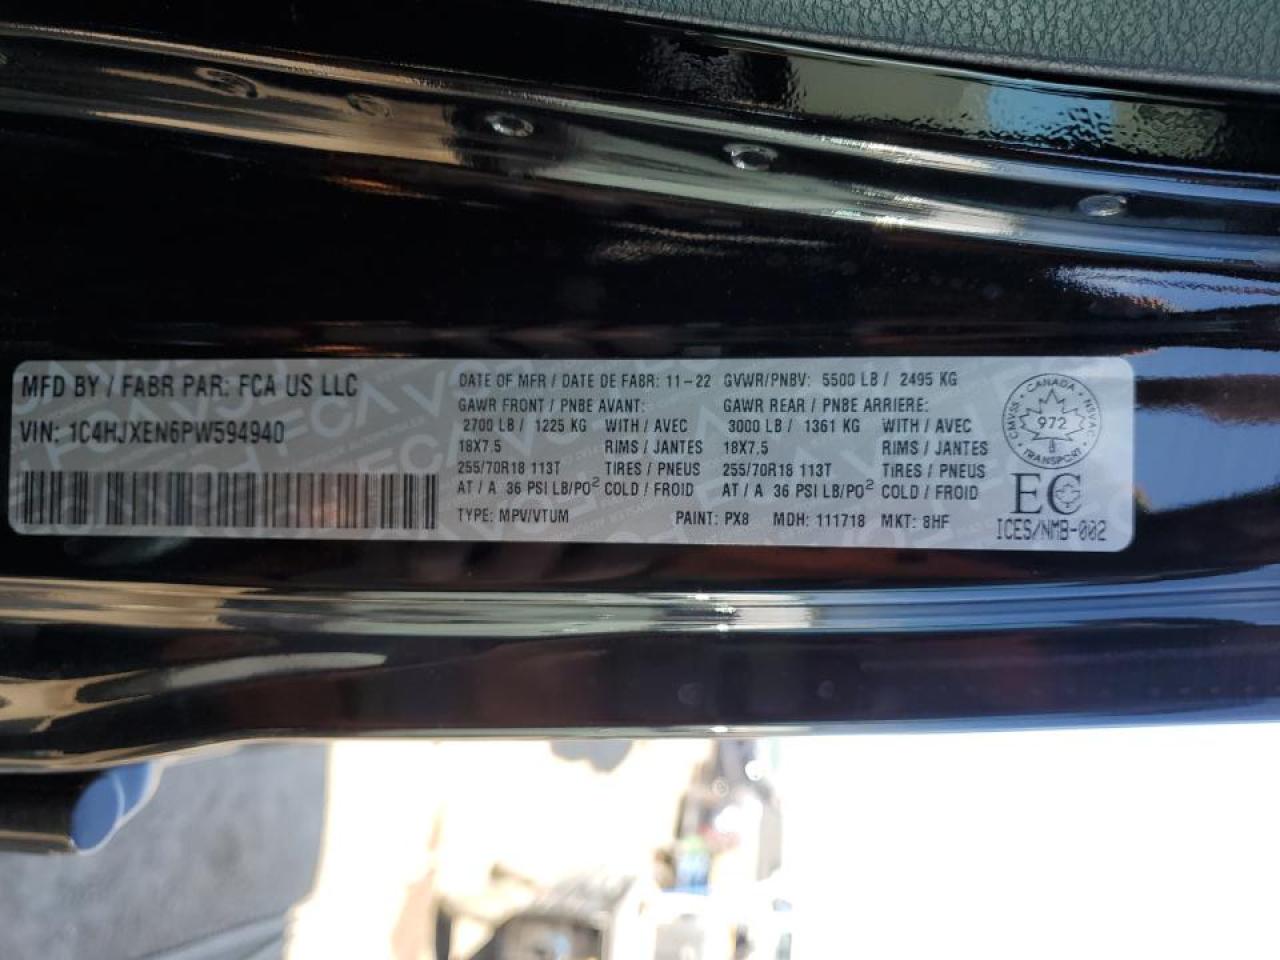 MFD BY / FABR PAR: FCA US LLC
VIN: 1C4HJXEN6PW594940
DATE OF MFR / DATE DE FABR: 11-22 GVWR/PNBV: 5500 LB / 2495 KG
GAWR FRONT / PNBE AVANT: GAWR REAR / PNBE ARRIERE:
2700 LB / 1225 KG WITH / AVEC 3000 LB / 1361 KG WITH / AVEC
18X7.5 RIMS / JANTES 18X7.5 RIMS / JANTES
255/70R18 113T TIRES / PNEUS 255/70R18 113T TIRES / PNEUS
AT / A 36 PSI LB/PO² COLD / FROID AT / A 36 PSI LB/PO² COLD / FROID
TYPE: MPV/VTUM PAINT: PX8 MDH: 111718 MKT: 8HF
CANADA
CMVSS 972 NSVAC
TRANSPORT
EC
ICES/NMB-002